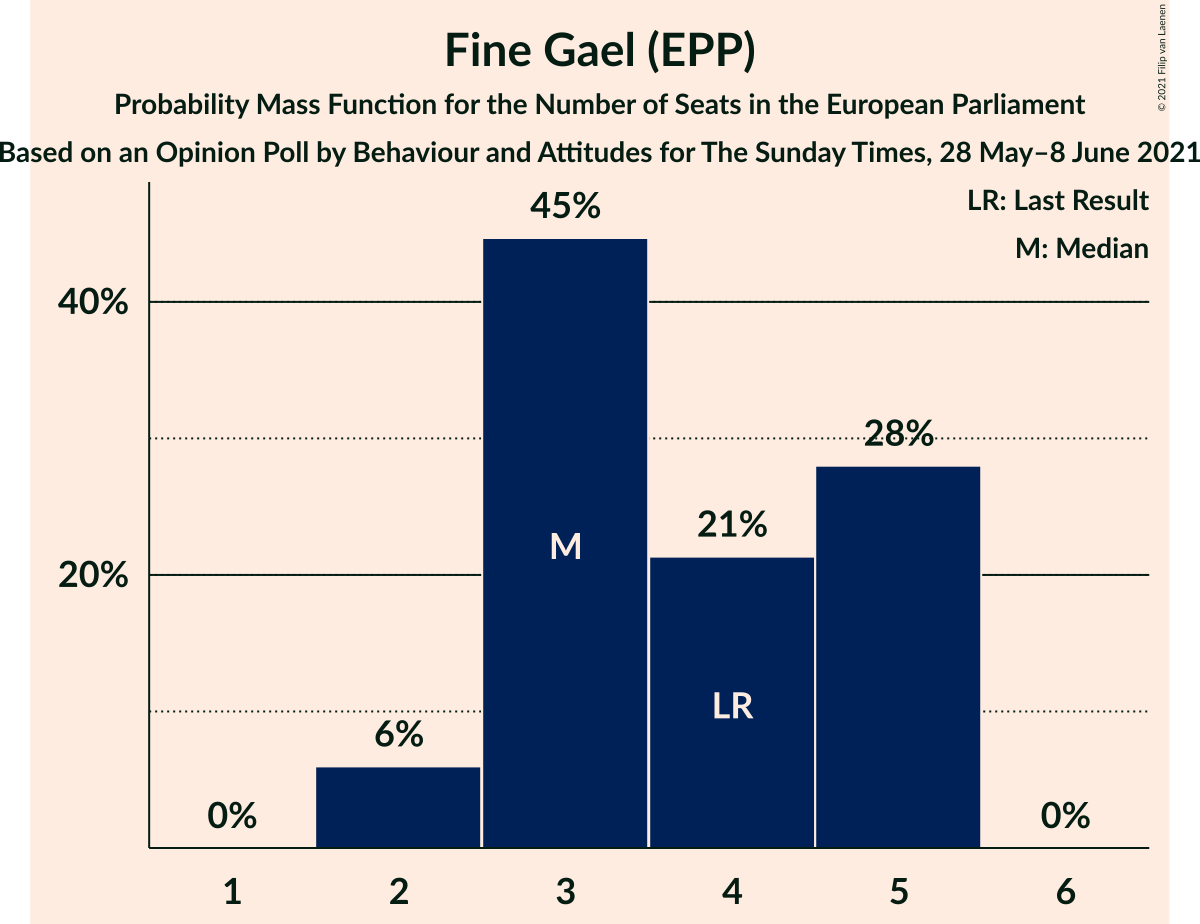 Fine Gael (EPP)
Probability Mass Function for the Number of Seats in the European Parliament
Based on an Opinion Poll by Behaviour and Attitudes for The Sunday Times, 28 May–8 June 2021
© 2021 Filip van Laenen
LR: Last Result
M: Median
45%
40%
28%
21%
M
20%
LR
6%
0%
0%
1
2
3
4
5
6